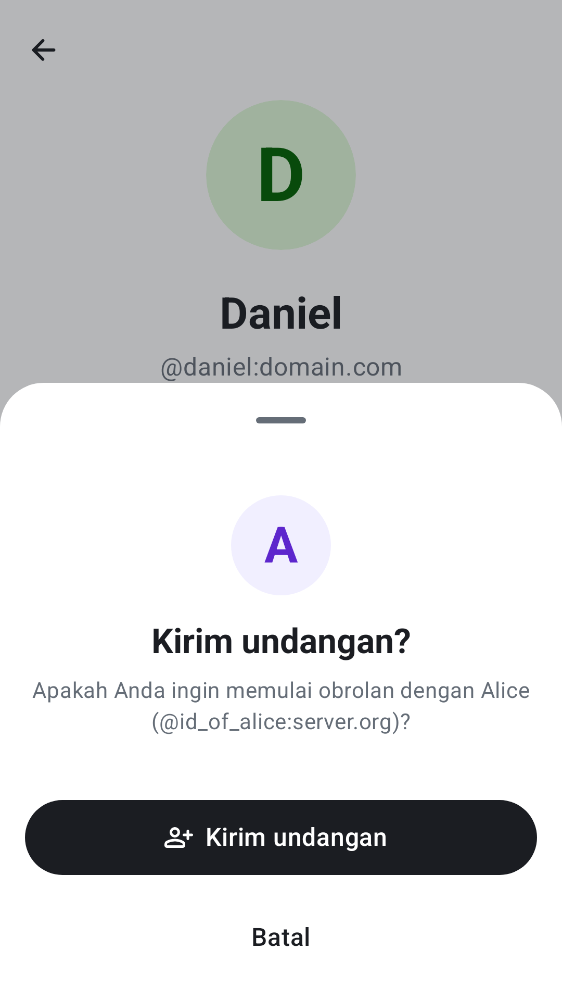 D
Daniel
@daniel:domain.com
A
Kirim undangan?
Apakah Anda ingin memulai obrolan dengan Alice
(@id_of_alice:server.org)?
Kirim undangan
Batal